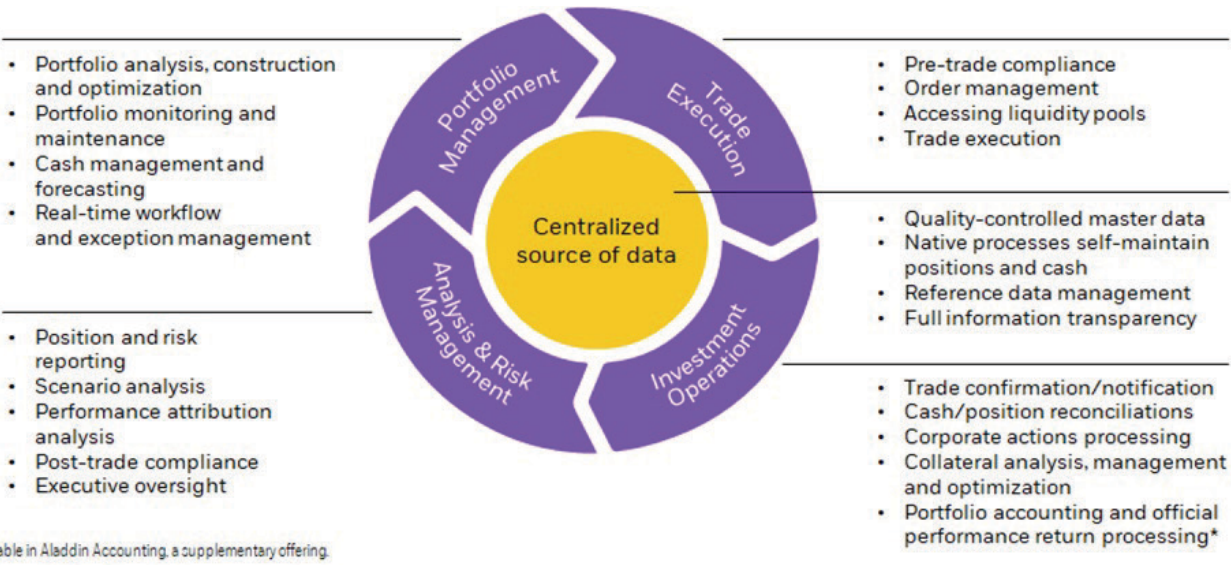 • Portfolio analysis, construction
and optimization
• Portfolio monitoring and
maintenance
• Cash management and
forecasting
• Real-time workflow
and exception management
• Position and risk
reporting
• Scenario analysis
• Performance attribution
analysis
• Post-trade compliance
• Executive oversight
Portfolio
Management
Trade
Execution
Centralized
source of data
Analysis & Risk
Management
Investment
Operations
• Pre-trade compliance
• Order management
• Accessing liquidity pools
• Trade execution
• Quality-controlled master data
• Native processes self-maintain
positions and cash
• Reference data management
• Full information transparency
• Trade confirmation/notification
• Cash/position reconciliations
• Corporate actions processing
• Collateral analysis, management
and optimization
• Portfolio accounting and official
performance return processing*
in Aladdin Accounting, a supplementary offering.